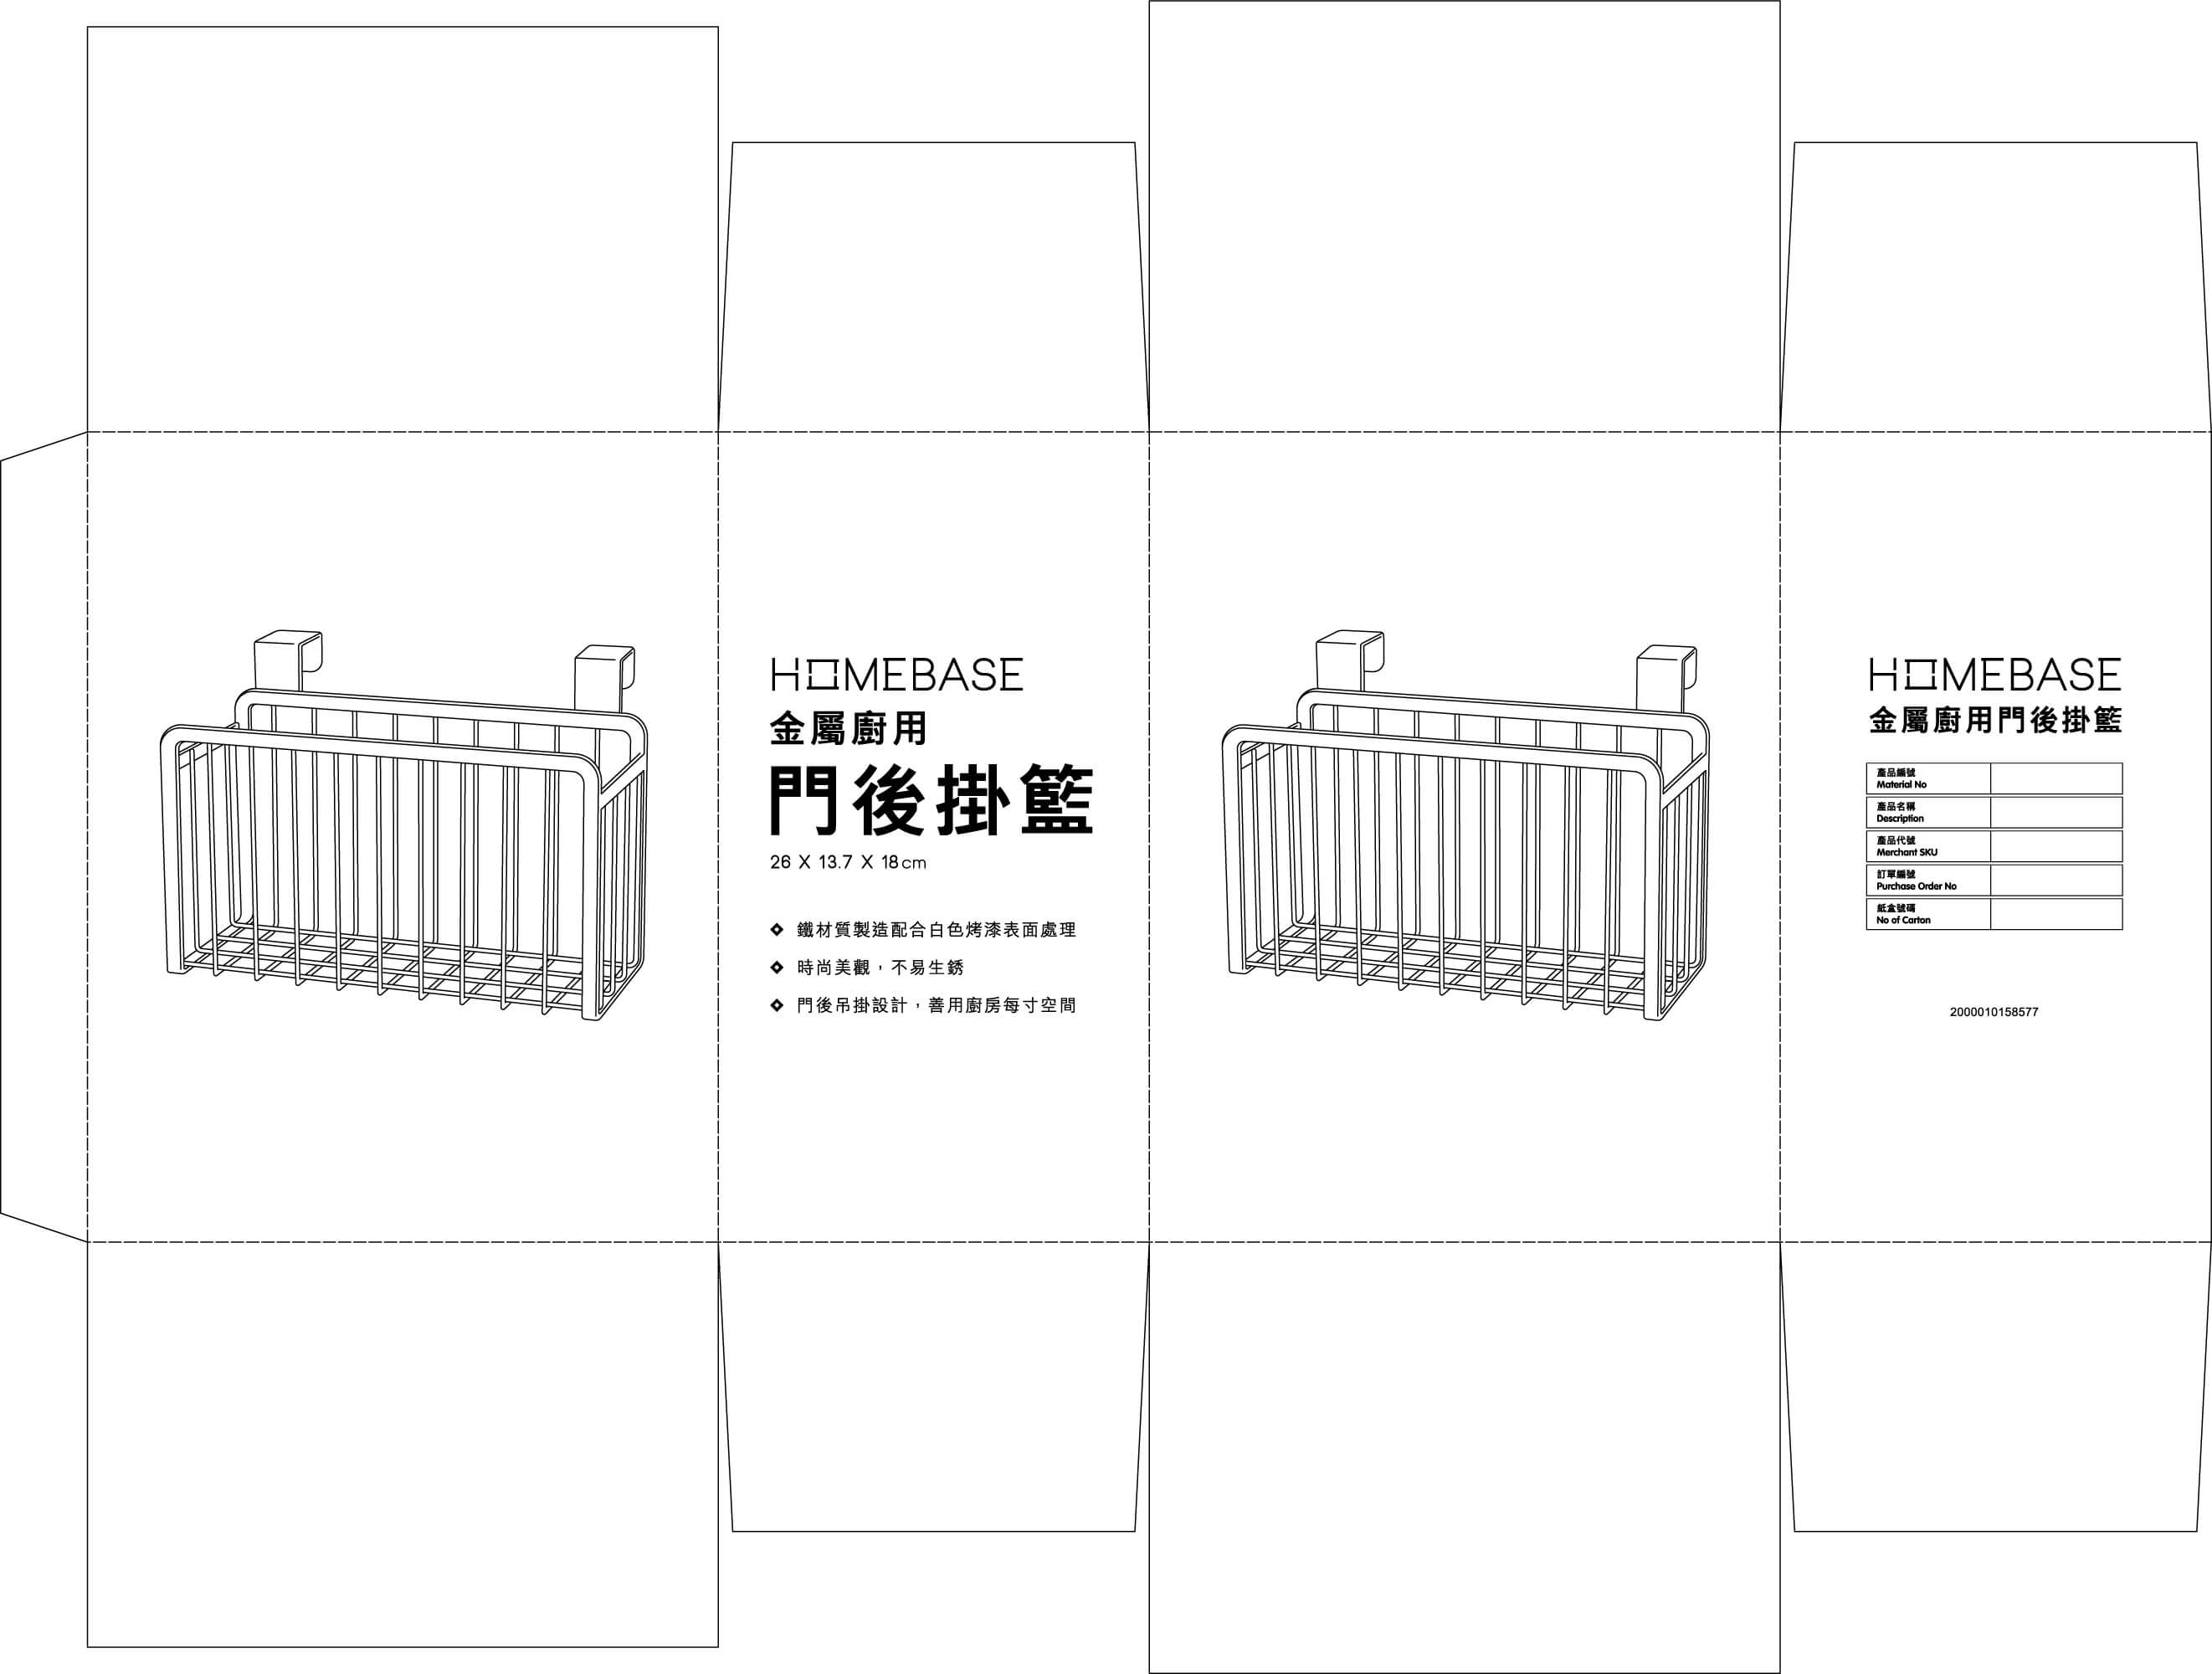 HOMEBASE
金屬廚用
門後掛籃
26 X 13.7 X 18cm
鐵材質製造配合白色烤漆表面處理
時尚美觀，不易生銹
門後吊掛設計，善用廚房每寸空間
HOMEBASE
金屬廚用門後掛籃
產品編號
Material No
產品名稱
Description
產品代號
Merchant SKU
訂單編號
Purchase Order No
紙盒號碼
No of Carton
2000010158577